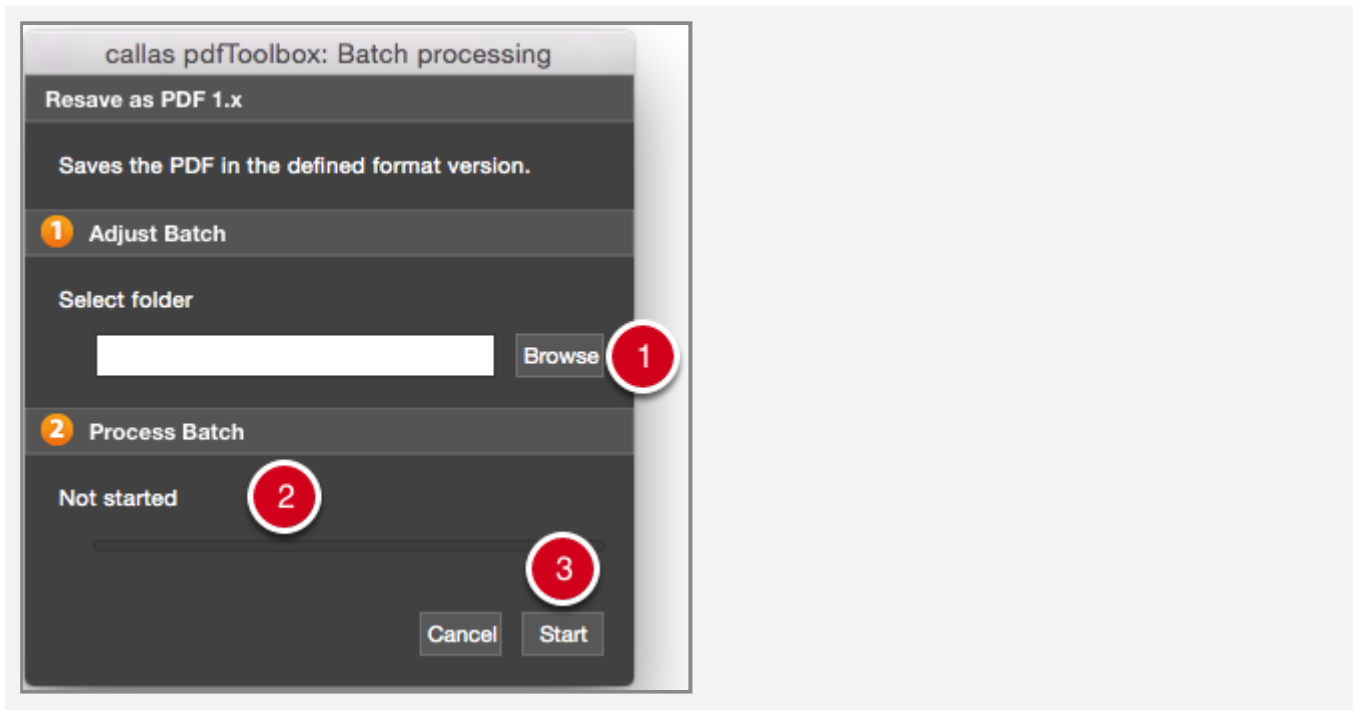 callas pdfToolbox: Batch processing
Resave as PDF 1.x
Saves the PDF in the defined format version.
1 Adjust Batch
Select folder
Browse 1
2 Process Batch
Not started 2
3
Cancel Start